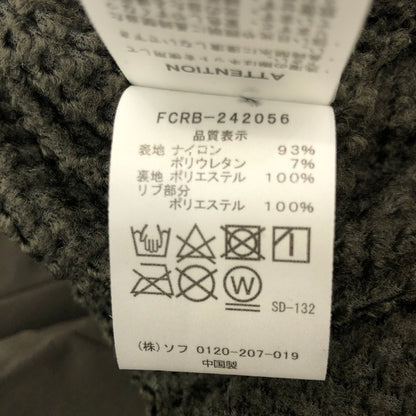 ATTENTION
FCRB-242056
品質表示
表地 ナイロン 93%
ポリウレタン 7%
裏地 ポリエステル 100%
リブ部分
ポリエステル 100%
W
SD-132
(株)ソフ 0120-207-019
中国製